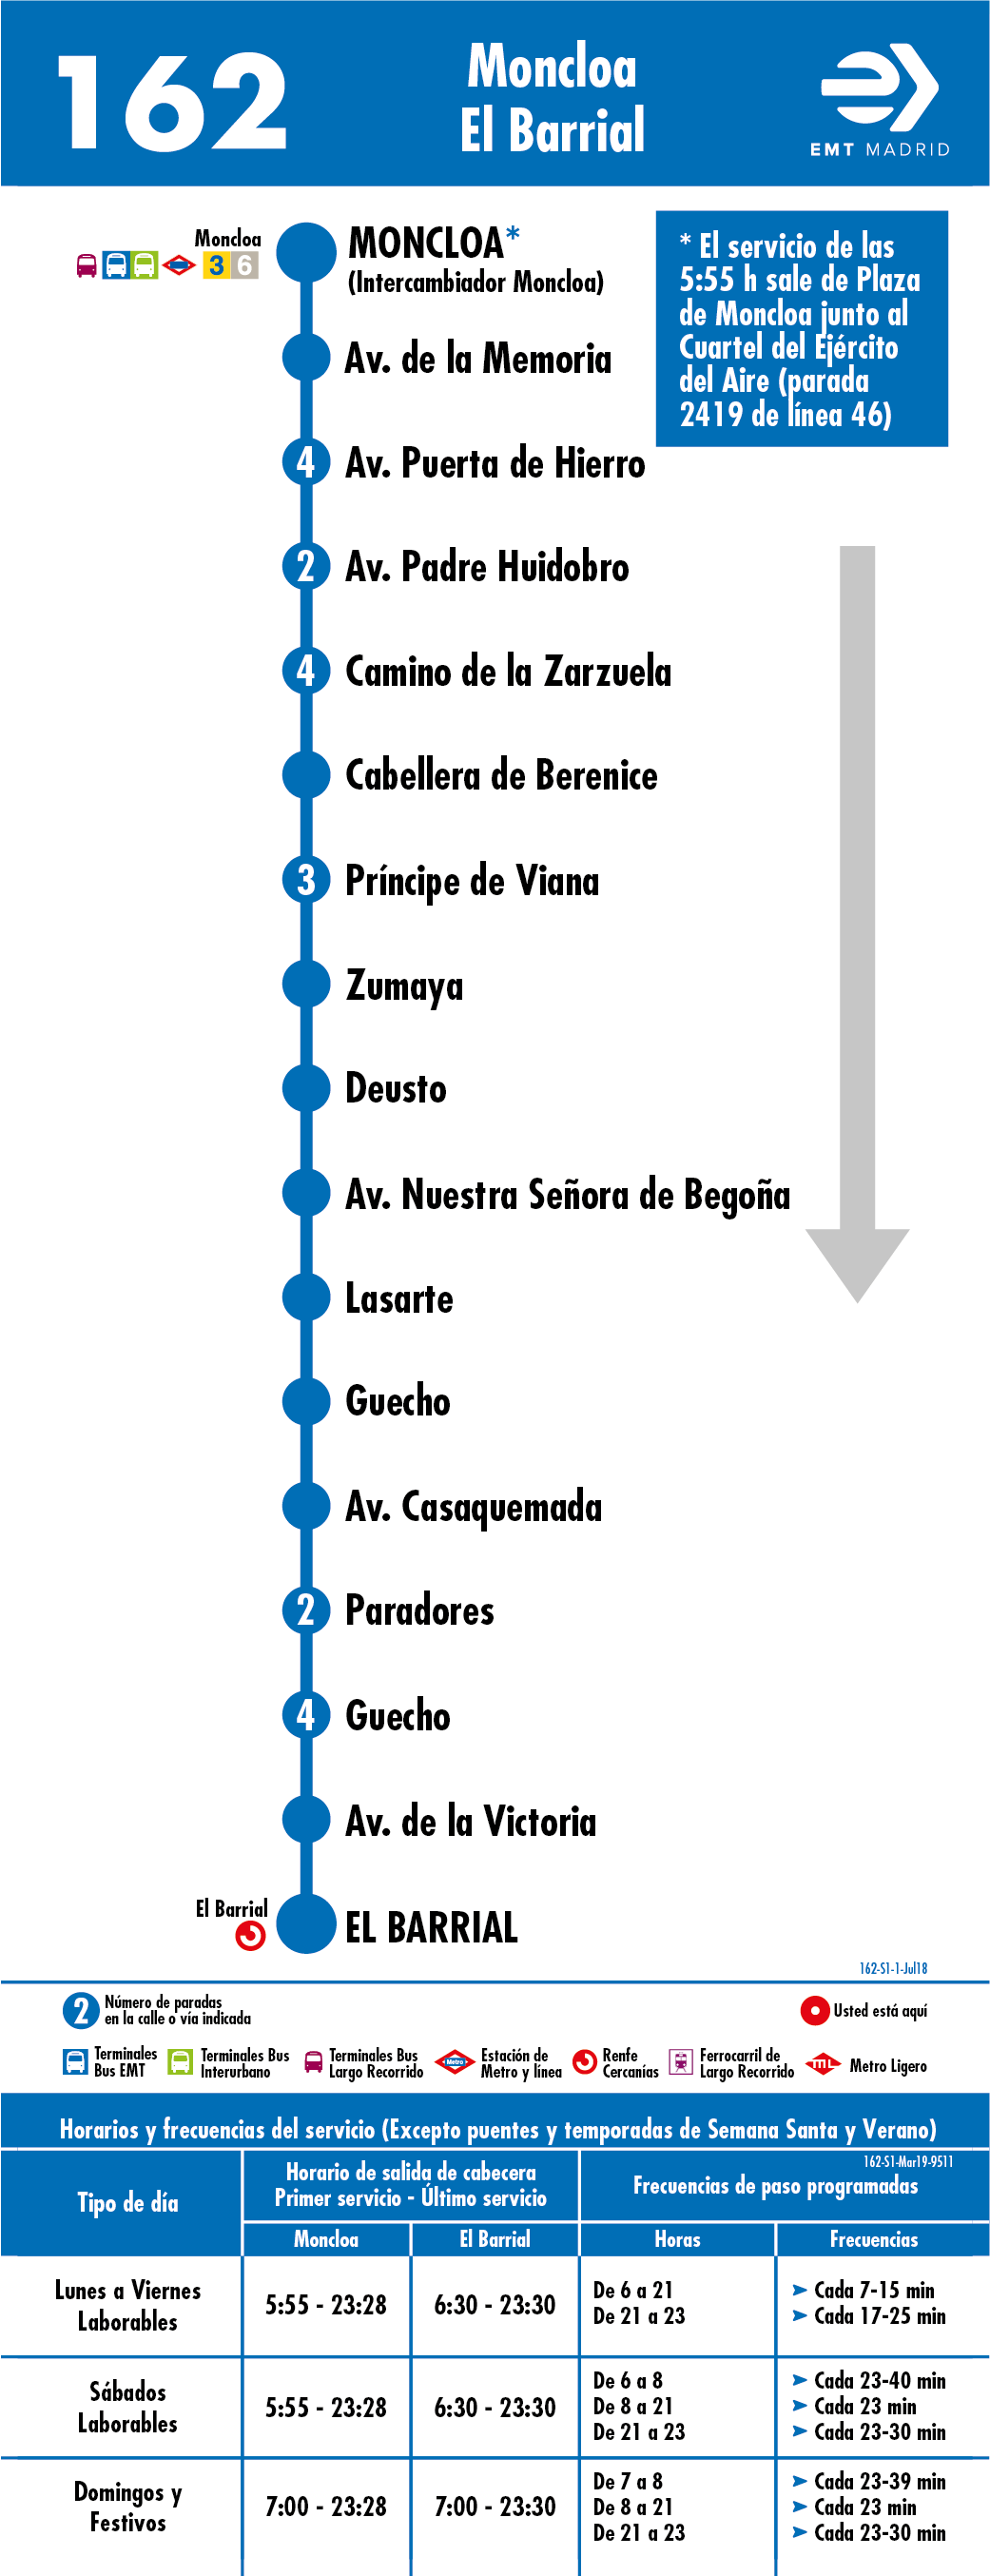 162
Moncloa
El Barrial
EMT MADRID
Moncloa
3 6
MONCLOA*
(Intercambiador Moncloa)
* El servicio de las
5:55 h sale de Plaza
de Moncloa junto al
Cuartel del Ejército
del Aire (parada
2419 de línea 46)
Av. de la Memoria
4 Av. Puerta de Hierro
2 Av. Padre Huidobro
4 Camino de la Zarzuela
Cabellera de Berenice
3 Príncipe de Viana
Zumaya
Deusto
Av. Nuestra Señora de Begoña
Lasarte
Guecho
Av. Casaquemada
2 Paradores
4 Guecho
Av. de la Victoria
El Barrial
EL BARRIAL
162-S1-1-Jul18
2 Número de paradas
en la calle o vía indicada
Usted está aquí
Terminales
Bus EMT
Terminales Bus
Interurbano
Terminales Bus
Largo Recorrido
Metro
Estación de
Metro y línea
Renfe
Cercanías
Ferrocarril de
Largo Recorrido
ML
Metro Ligero
Horarios y frecuencias del servicio (Excepto puentes y temporadas de Semana Santa y Verano)
162-S1-Mar19-9511
Tipo de día
Horario de salida de cabecera
Primer servicio - Último servicio
Frecuencias de paso programadas
Moncloa El Barrial Horas Frecuencias
Lunes a Viernes
Laborables
5:55 - 23:28 6:30 - 23:30
De 6 a 21 ➤ Cada 7-15 min
De 21 a 23 ➤ Cada 17-25 min
Sábados
Laborables
5:55 - 23:28 6:30 - 23:30
De 6 a 8 ➤ Cada 23-40 min
De 8 a 21 ➤ Cada 23 min
De 21 a 23 ➤ Cada 23-30 min
Domingos y
Festivos
7:00 - 23:28 7:00 - 23:30
De 7 a 8 ➤ Cada 23-39 min
De 8 a 21 ➤ Cada 23 min
De 21 a 23 ➤ Cada 23-30 min